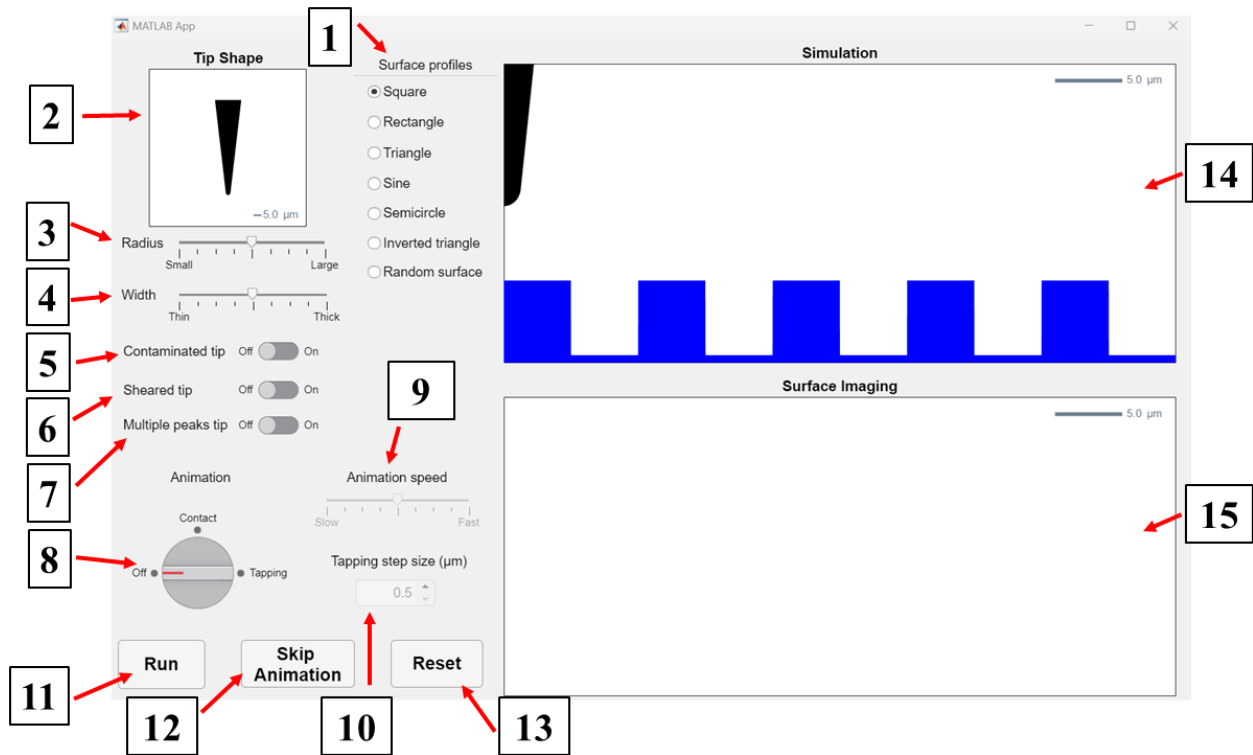 MATLAB App
1
Tip Shape
Surface profiles
Simulation
Square
5.0 μm
2
Rectangle
Triangle
14
Sine
5.0 μm
Semicircle
3
Radius
Small
Large
Inverted triangle
Random surface
4
Width
Thin
Thick
5
Contaminated tip
Off
On
9
Surface Imaging
6
Sheared tip
Off
On
5.0 μm
7
Multiple peaks tip
Off
On
Animation
Animation speed
Slow
Fast
15
8
Contact
Off
Tapping
Tapping step size (μm)
0.5
11
Run
Skip
Animation
Reset
12
10
13